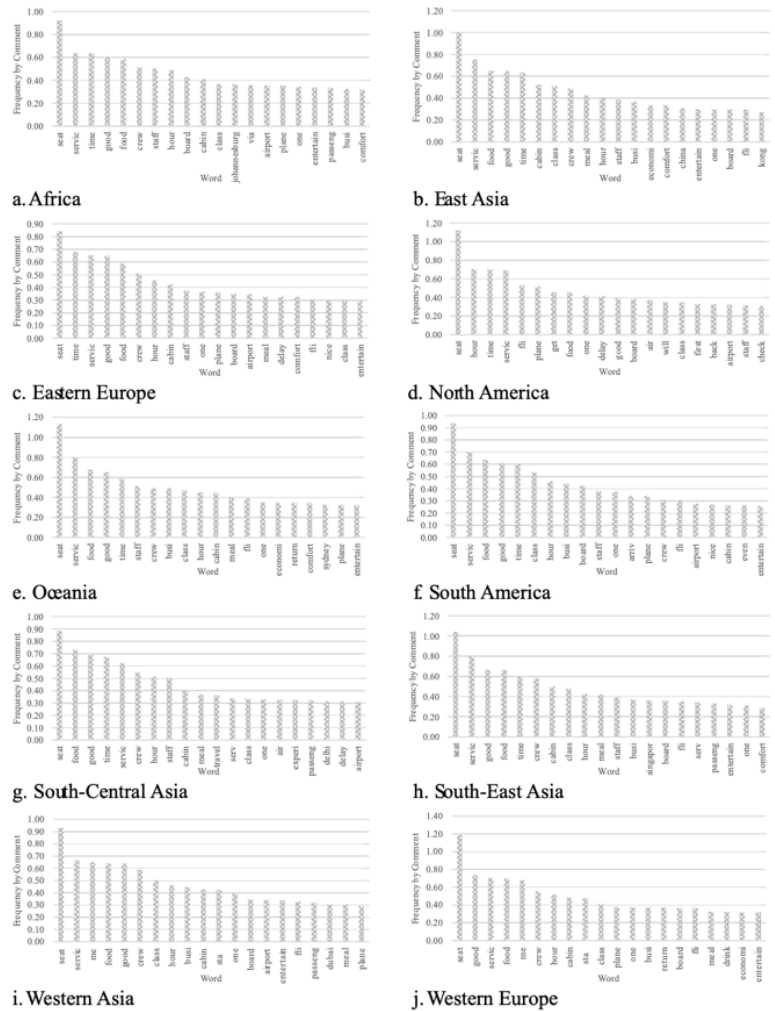 1.00
0.80
0.60
0.40
0.20
0.00
Frequency by Comment
seat servic time good food crew staff hour board cabin class johannesburg via airport plane one entertain passeng busi comfort
Word
a. Africa
1.20
1.00
0.80
0.60
0.40
0.20
0.00
Frequency by Comment
seat servic food good time cabin class crew meal hour staff busi economi comfort china entertain one board fli kong
Word
b. East Asia
0.90
0.80
0.70
0.60
0.50
0.40
0.30
0.20
0.10
0.00
Frequency by Comment
seat time servic good food crew hour cabin staff one plane board airport meal delay comfort fli nice class entertain
Word
c. Eastern Europe
1.20
1.00
0.80
0.60
0.40
0.20
0.00
Frequency by Comment
seat hour time servic fli plane get food one delay good board air will class first back airport staff check
Word
d. North America
1.20
1.00
0.80
0.60
0.40
0.20
0.00
Frequency by Comment
seat servic food good time staff crew busi class hour cabin meal fli one economi return comfort sydney plane entertain
Word
e. Oceania
1.00
0.90
0.80
0.70
0.60
0.50
0.40
0.30
0.20
0.10
0.00
Frequency by Comment
seat servic food good time class hour busi board staff one arriv plane crew fli airport nice cabin even entertain
Word
f. South America
1.00
0.90
0.80
0.70
0.60
0.50
0.40
0.30
0.20
0.10
0.00
Frequency by Comment
seat food good time servic crew hour staff cabin meal travel serv class one air experi passeng delhi delay airport
Word
g. South-Central Asia
1.20
1.00
0.80
0.60
0.40
0.20
0.00
Frequency by Comment
seat servic good food time crew cabin class hour meal staff busi singapor board fli serv passeng entertain one comfort
Word
h. South-East Asia
1.00
0.90
0.80
0.70
0.60
0.50
0.40
0.30
0.20
0.10
0.00
Frequency by Comment
seat servic me food good crew class hour busi cabin sta one board airport entertain fli passeng dubai meal plane
Word
i. Western Asia
1.40
1.20
1.00
0.80
0.60
0.40
0.20
0.00
Frequency by Comment
seat good servic food me crew hour cabin sta class plane one busi return board fli meal drink economi entertain
Word
j. Western Europe